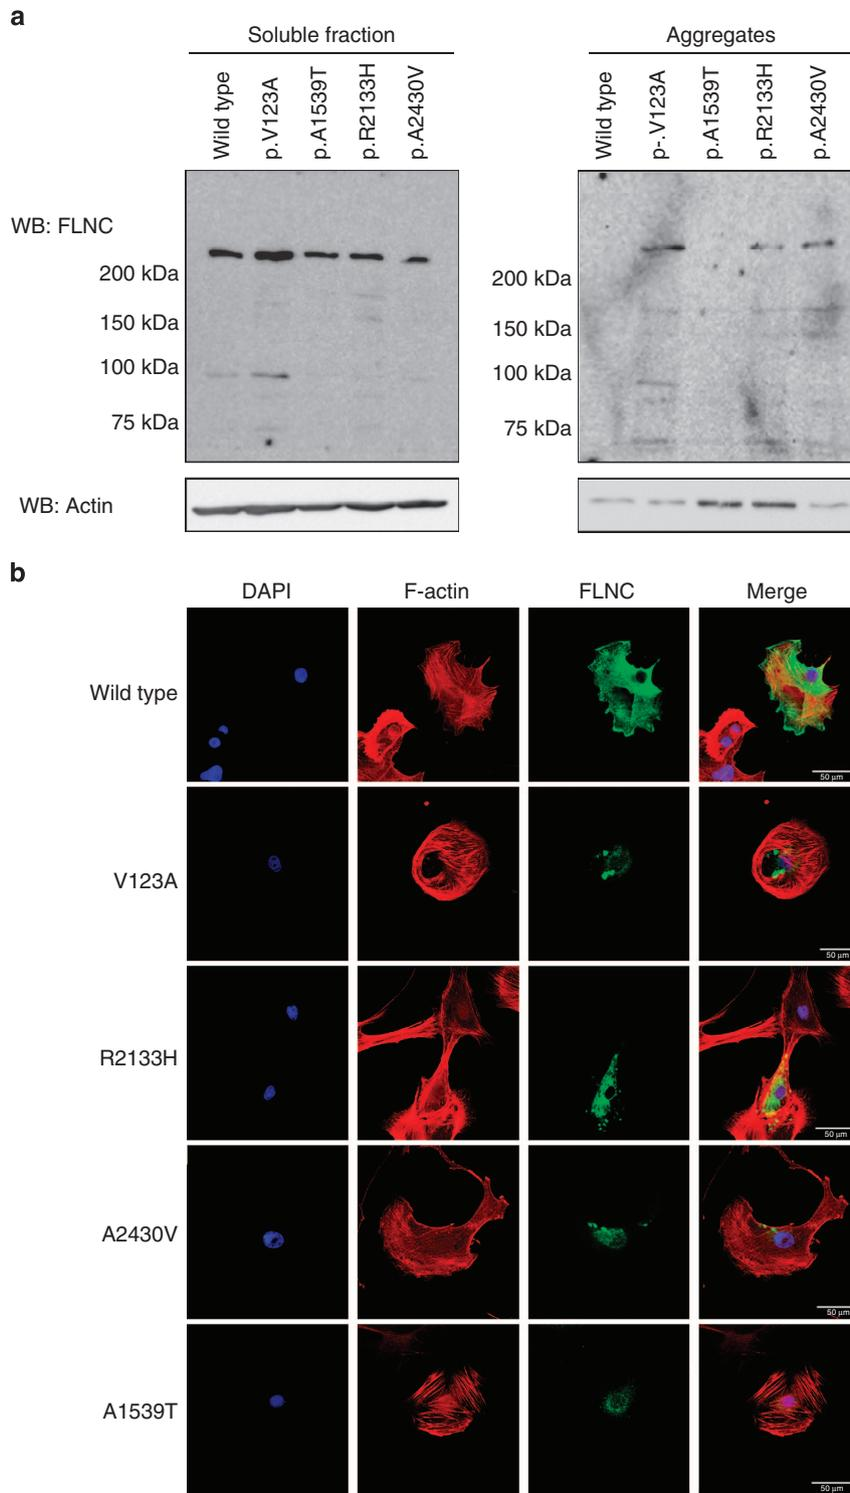 a
Soluble fraction
Aggregates
Wild type
p.V123A
p.A1539T
p.R2133H
p.A2430V
Wild type
p-.V123A
p.A1539T
p.R2133H
p.A2430V
WB: FLNC
200 kDa
150 kDa
100 kDa
75 kDa
200 kDa
150 kDa
100 kDa
75 kDa
WB: Actin
b
DAPI
F-actin
FLNC
Merge
Wild type
50 μm
V123A
50 μm
R2133H
50 μm
A2430V
50 μm
A1539T
50 μm